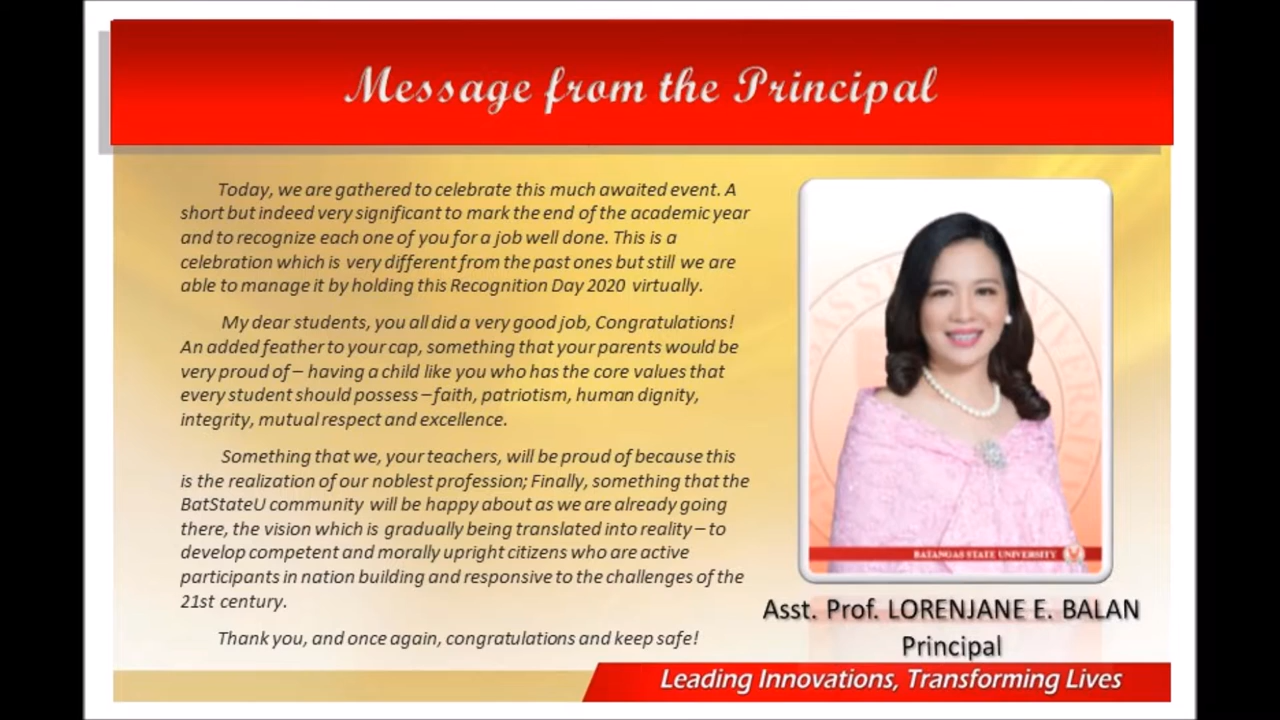 Message from the Principal
Today, we are gathered to celebrate this much awaited event. A
short but indeed very significant to mark the end of the academic year
and to recognize each one of you for a job well done. This is a
celebration which is very different from the past ones but still we are
able to manage it by holding this Recognition Day 2020 virtually.
My dear students, you all did a very good job, Congratulations!
An added feather to your cap, something that your parents would be
very proud of – having a child like you who has the core values that
every student should possess – faith, patriotism, human dignity,
integrity, mutual respect and excellence.
Something that we, your teachers, will be proud of because this
is the realization of our noblest profession; Finally, something that the
BatStateU community will be happy about as we are already going
there, the vision which is gradually being translated into reality – to
develop competent and morally upright citizens who are active
participants in nation building and responsive to the challenges of the
21st century.
Thank you, and once again, congratulations and keep safe!
BATANGAS STATE UNIVERSITY
Asst. Prof. LORENJANE E. BALAN
Principal
Leading Innovations, Transforming Lives